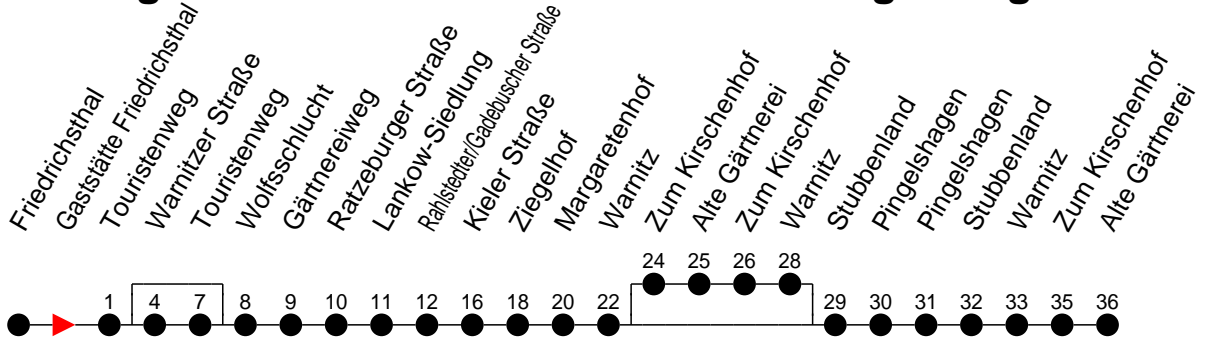 Friedrichsthal
Gaststätte Friedrichsthal
Touristenweg
Warnitzer Straße
Touristenweg
Wolfsschlucht
Gärtnereiweg
Ratzeburger Straße
Lankow-Siedlung
Rahlstedter/Gadebuscher Straße
Kieler Straße
Ziegelhof
Margaretenhof
Warnitz
Zum Kirschenhof
Alte Gärtnerei
Zum Kirschenhof
Warnitz
Stubbenland
Pingelshagen
Pingelshagen
Stubbenland
Warnitz
Zum Kirschenhof
Alte Gärtnerei
24 25 26 28
1 4 7 8 9 10 11 12 16 18 20 22 29 30 31 32 33 35 36